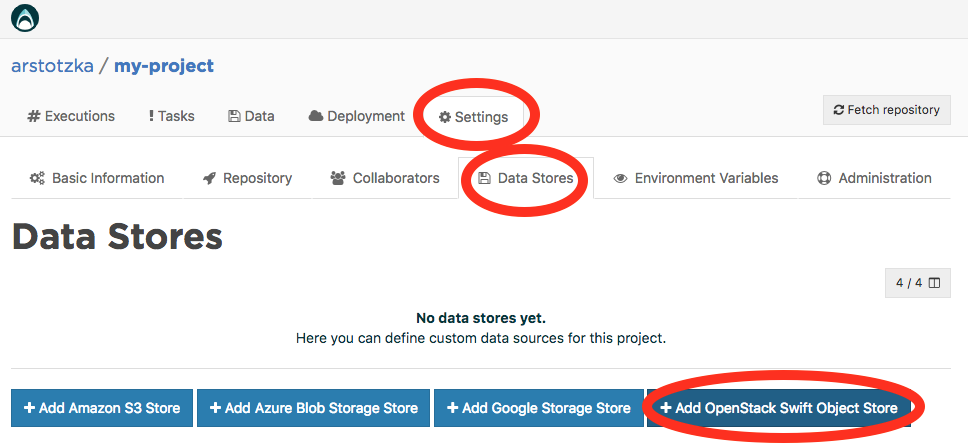 arstotzka / my-project
# Executions ! Tasks Data Deployment Settings Fetch repository
Basic Information Repository Collaborators Data Stores Environment Variables Administration
Data Stores
4 / 4
No data stores yet.
Here you can define custom data sources for this project.
+ Add Amazon S3 Store + Add Azure Blob Storage Store + Add Google Storage Store + Add OpenStack Swift Object Store